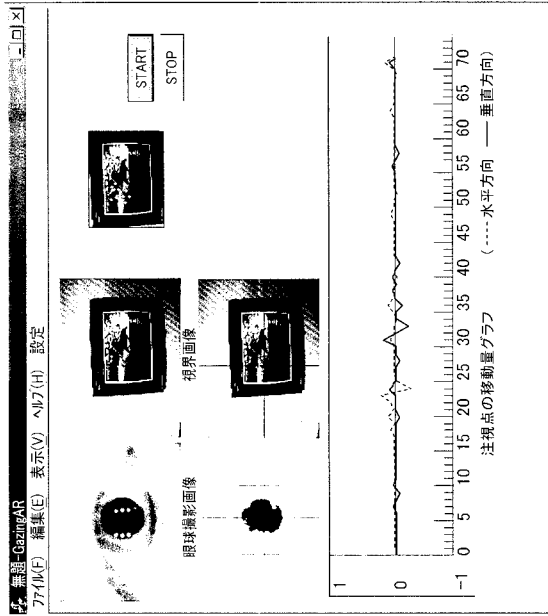 無題-GazingAR
ファイル(F) 編集(E) 表示(V) ヘルプ(H) 設定
START
STOP
眼球撮影画像
視界画像
1
0
-1
0 5 10 15 20 25 30 35 40 45 50 55 60 65 70
注視点の移動量グラフ (---- 水平方向 — 垂直方向)